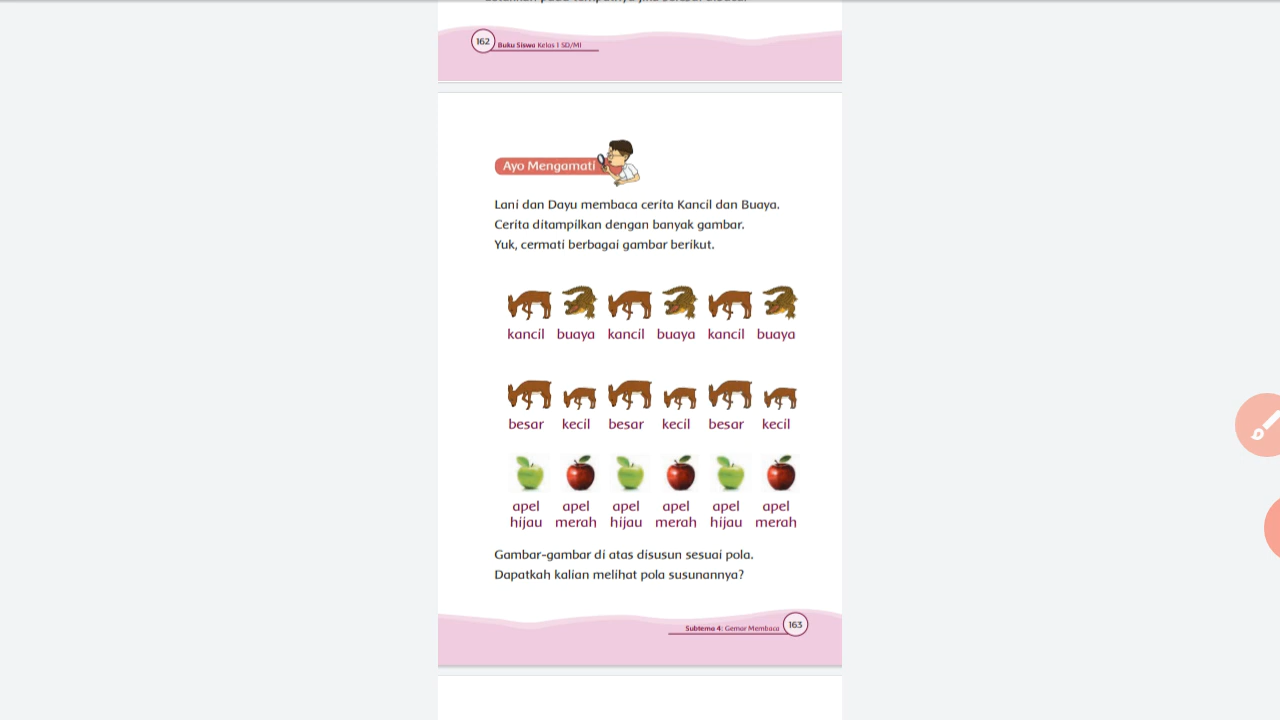 162 Buku Siswa Kelas I SD/MI
Ayo Mengamati
Lani dan Dayu membaca cerita Kancil dan Buaya.
Cerita ditampilkan dengan banyak gambar.
Yuk, cermati berbagai gambar berikut.
kancil buaya kancil buaya kancil buaya
besar kecil besar kecil besar kecil
apel apel apel apel apel apel
hijau merah hijau merah hijau merah
Gambar-gambar di atas disusun sesuai pola.
Dapatkah kalian melihat pola susunannya?
Subtema 4: Gemar Membaca 163